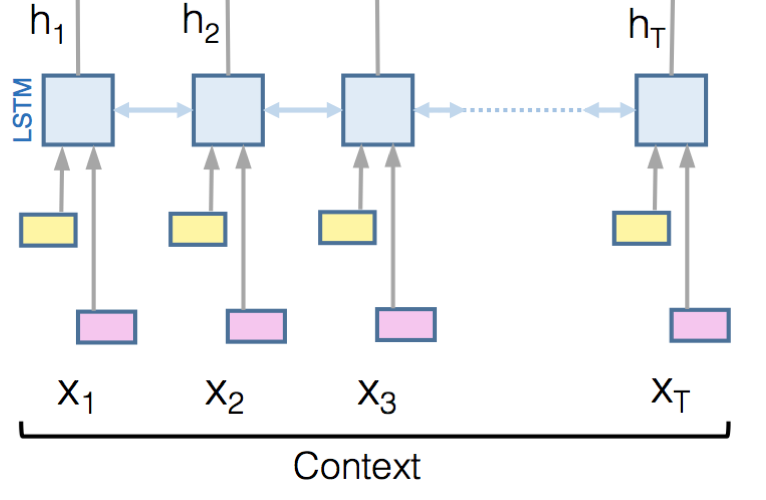 h1 h2 hT
LSTM
x1 x2 x3 xT
Context